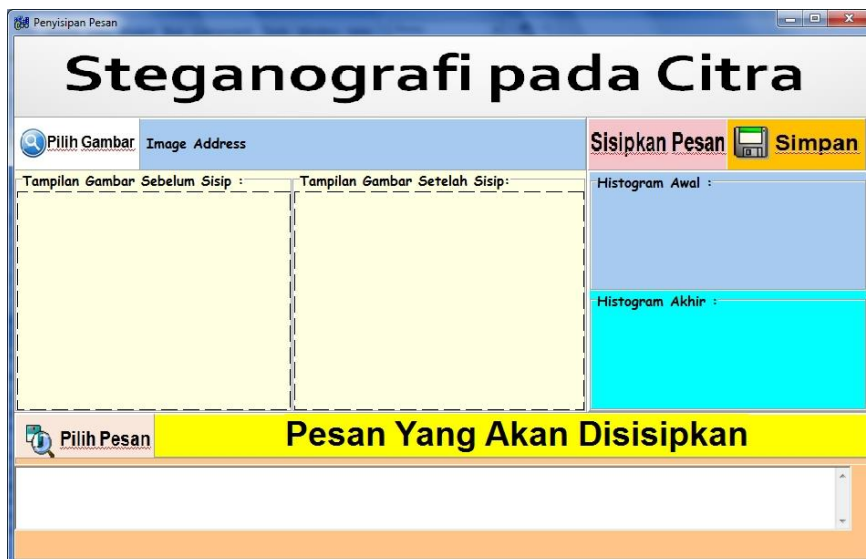 Penyisipan Pesan
Steganografi pada Citra
Pilih Gambar Image Address
Sisipkan Pesan Simpan
Tampilan Gambar Sebelum Sisip :
Tampilan Gambar Setelah Sisip:
Histogram Awal :
Histogram Akhir :
Pilih Pesan
Pesan Yang Akan Disisipkan